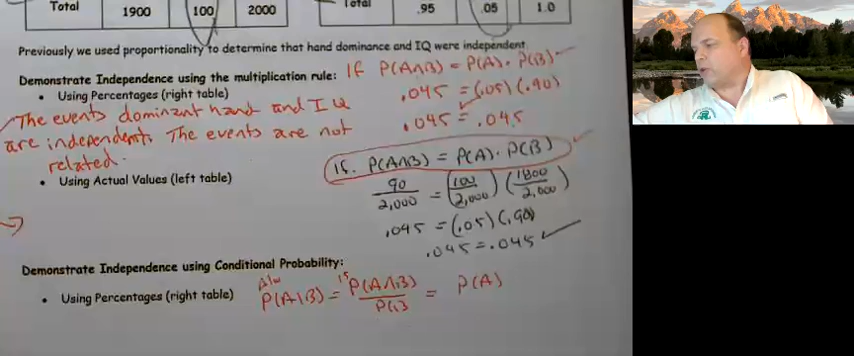 Total 1900 100 2000 Total .95 .05 1.0
Previously we used proportionality to determine that hand dominance and IQ were independent
Demonstrate Independence using the multiplication rule: If P(A∩B) = P(A) · P(B)
• Using Percentages (right table) .045 = (.05)(.90)
.045 = .045
The events dominant hand and IQ
are independent. The events are not
related.
If. P(A∩B) = P(A) · P(B)
• Using Actual Values (left table)
90/2,000 = (100/2,000)(1800/2,000)
.045 = (.05)(.90)
.045 = .045
Demonstrate Independence using Conditional Probability:
• Using Percentages (right table) P(A|B) = P(A∩B)/P(B = P(A)